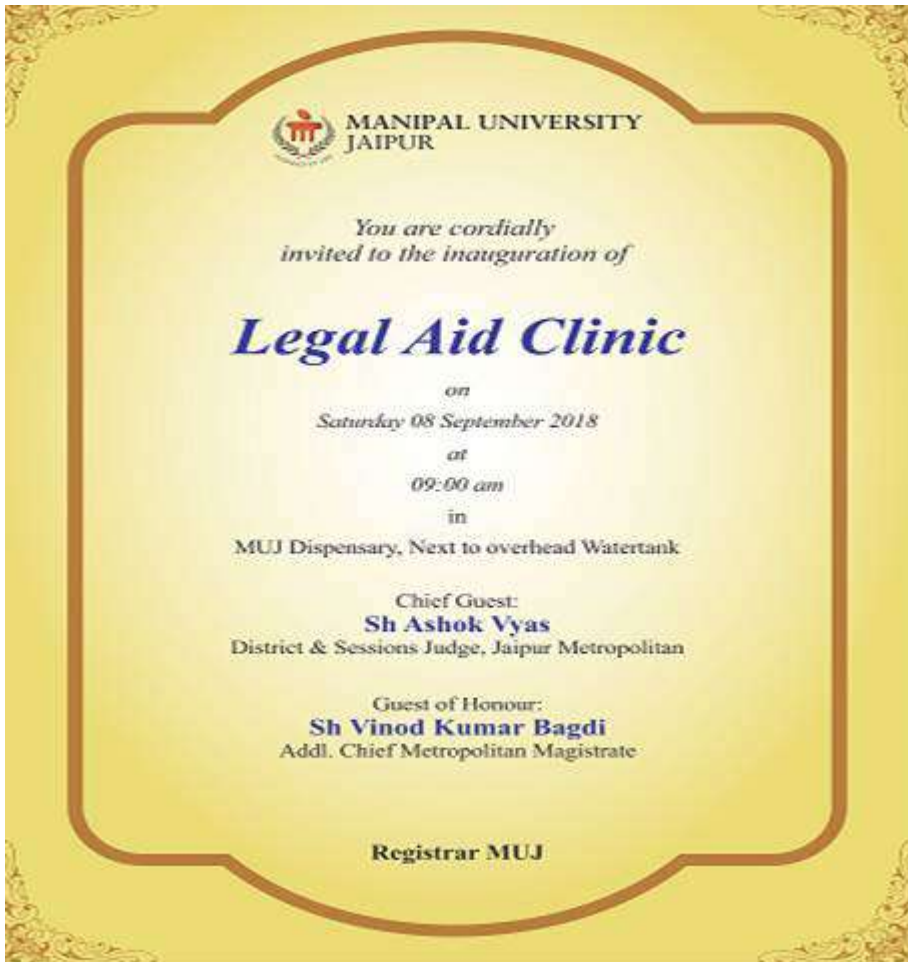 MANIPAL UNIVERSITY
JAIPUR
You are cordially
invited to the inauguration of
Legal Aid Clinic
on
Saturday 08 September 2018
at
09:00 am
in
MUJ Dispensary, Next to overhead Watertank
Chief Guest:
Sh Ashok Vyas
District & Sessions Judge, Jaipur Metropolitan
Guest of Honour:
Sh Vinod Kumar Bagdi
Addl. Chief Metropolitan Magistrate
Registrar MUJ